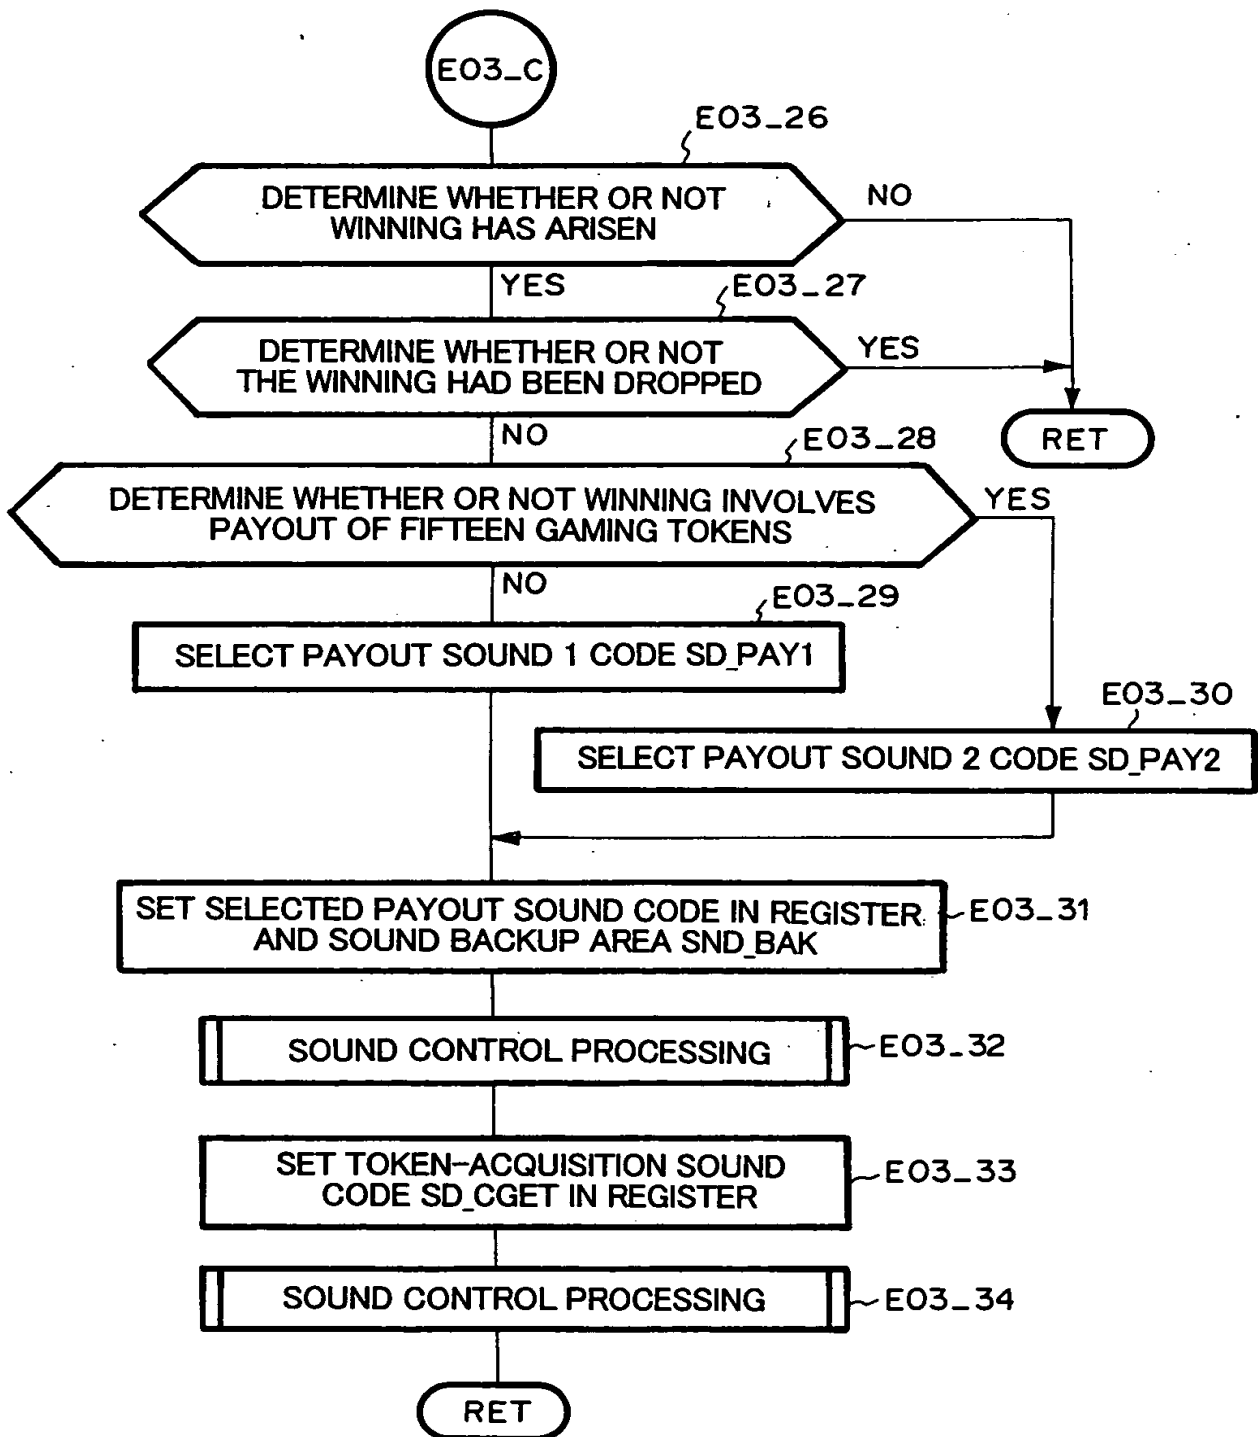 E03_C
E03_26
DETERMINE WHETHER OR NOT
WINNING HAS ARISEN
NO
YES
E03_27
DETERMINE WHETHER OR NOT
THE WINNING HAD BEEN DROPPED
YES
NO
RET
E03_28
DETERMINE WHETHER OR NOT WINNING INVOLVES
PAYOUT OF FIFTEEN GAMING TOKENS
YES
NO
E03_29
SELECT PAYOUT SOUND 1 CODE SD_PAY1
E03_30
SELECT PAYOUT SOUND 2 CODE SD_PAY2
SET SELECTED PAYOUT SOUND CODE IN REGISTER
AND SOUND BACKUP AREA SND_BAK
E03_31
SOUND CONTROL PROCESSING
E03_32
SET TOKEN-ACQUISITION SOUND
CODE SD_CGET IN REGISTER
E03_33
SOUND CONTROL PROCESSING
E03_34
RET